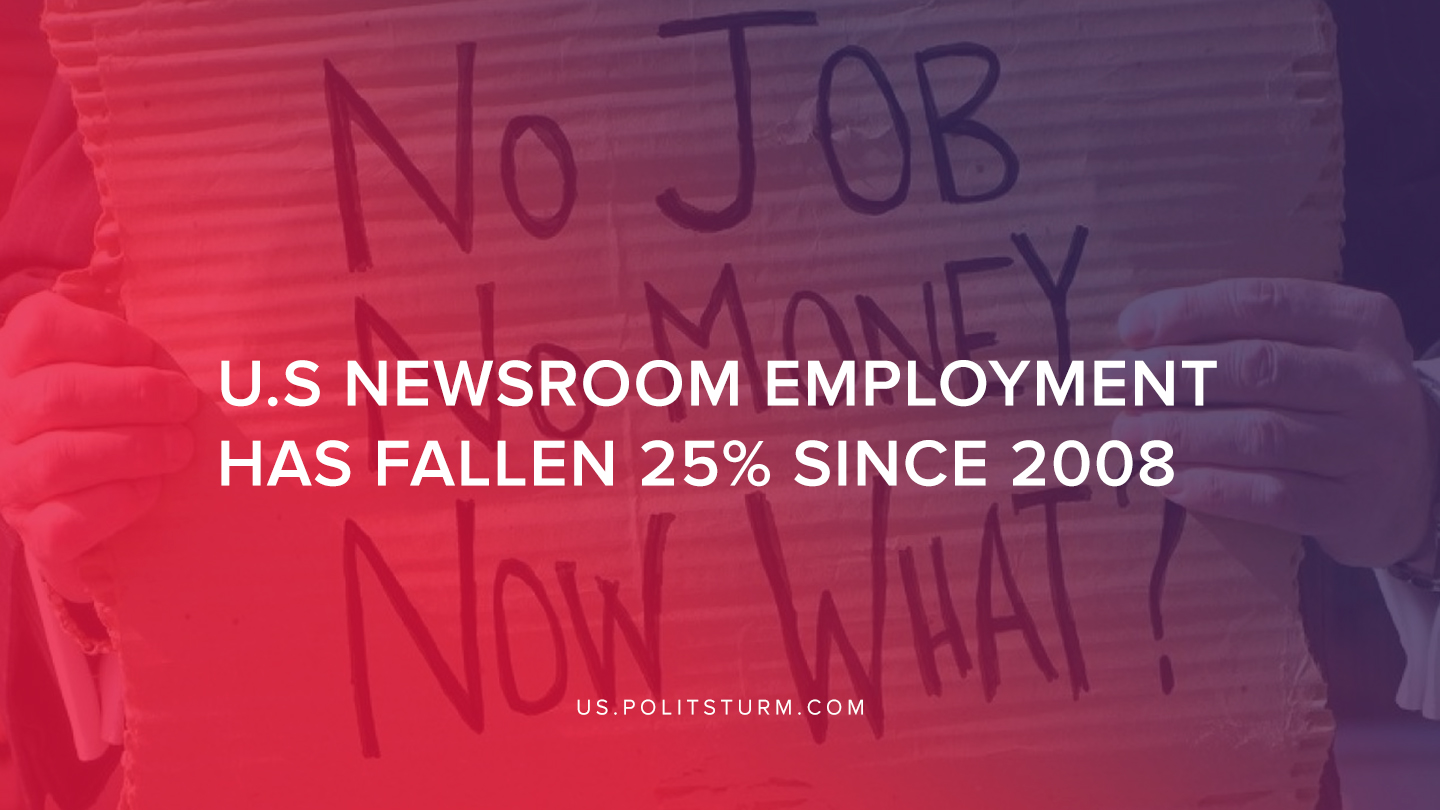 No JOB
No MONEY
U.S NEWSROOM EMPLOYMENT
HAS FALLEN 25% SINCE 2008
NOW WHAT?
US.POLITSTURM.COM